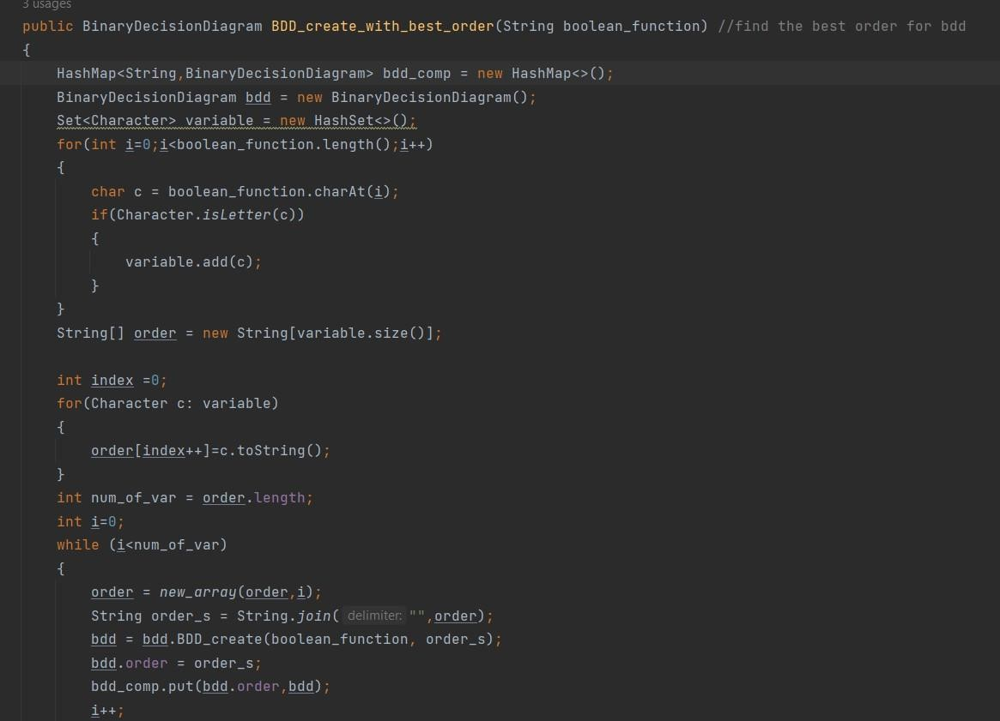 3 usages
public BinaryDecisionDiagram BDD_create_with_best_order(String boolean_function) //find the best order for bdd
{
HashMap<String,BinaryDecisionDiagram> bdd_comp = new HashMap<>();
BinaryDecisionDiagram bdd = new BinaryDecisionDiagram();
Set<Character> variable = new HashSet<>();
for(int i=0;i<boolean_function.length();i++)
{
char c = boolean_function.charAt(i);
if(Character.isLetter(c))
{
variable.add(c);
}
}
String[] order = new String[variable.size()];
int index =0;
for(Character c: variable)
{
order[index++]=c.toString();
}
int num_of_var = order.length;
int i=0;
while (i<num_of_var)
{
order = new_array(order,i);
String order_s = String.join( delimiter: "",order);
bdd = bdd.BDD_create(boolean_function, order_s);
bdd.order = order_s;
bdd_comp.put(bdd.order,bdd);
i++;